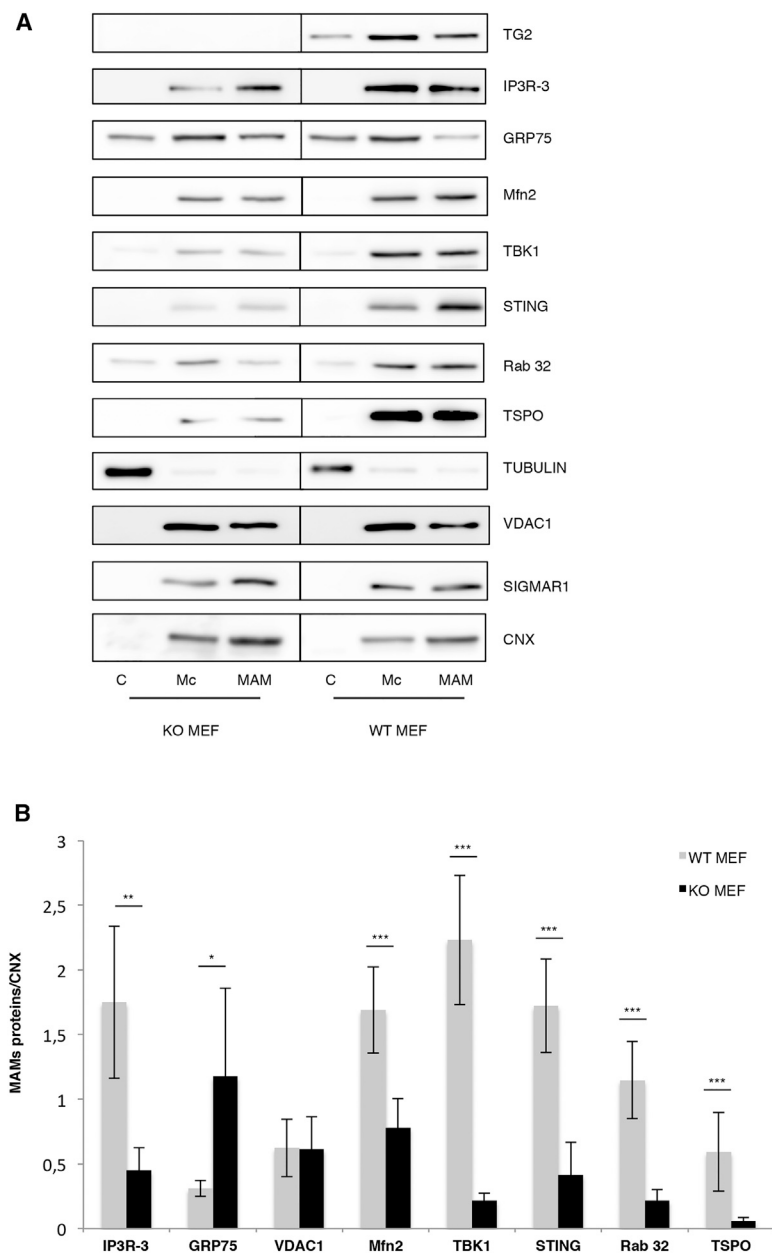 A
TG2
IP3R-3
GRP75
Mfn2
TBK1
STING
Rab 32
TSPO
TUBULIN
VDAC1
SIGMAR1
CNX
C Mc MAM C Mc MAM
KO MEF WT MEF
B
MAMs proteins/CNX
3
2,5
2
1,5
1
0,5
0
** * *** *** *** *** ***
WT MEF
KO MEF
IP3R-3 GRP75 VDAC1 Mfn2 TBK1 STING Rab 32 TSPO